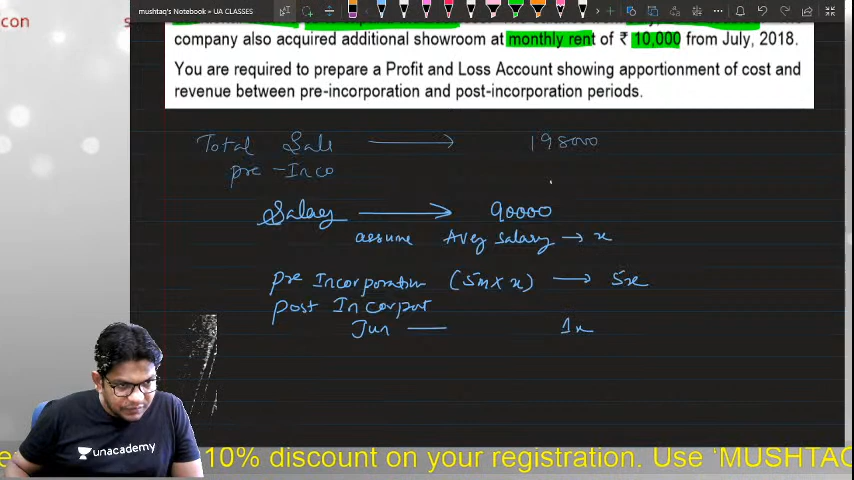 con
mushtaq's Notebook » UA CLASSES
company also acquired additional showroom at monthly rent of ₹ 10,000 from July, 2018.
You are required to prepare a Profit and Loss Account showing apportionment of cost and
revenue between pre-incorporation and post-incorporation periods.
Total Sale → 198000
pre-Inco
Salary → 90000
assume Aveg salary → x
pre Incorporation (5m × x) → 5x
post Incorporat
Jun — 1x
unacademy
10% discount on your registration. Use 'MUSHTAQ